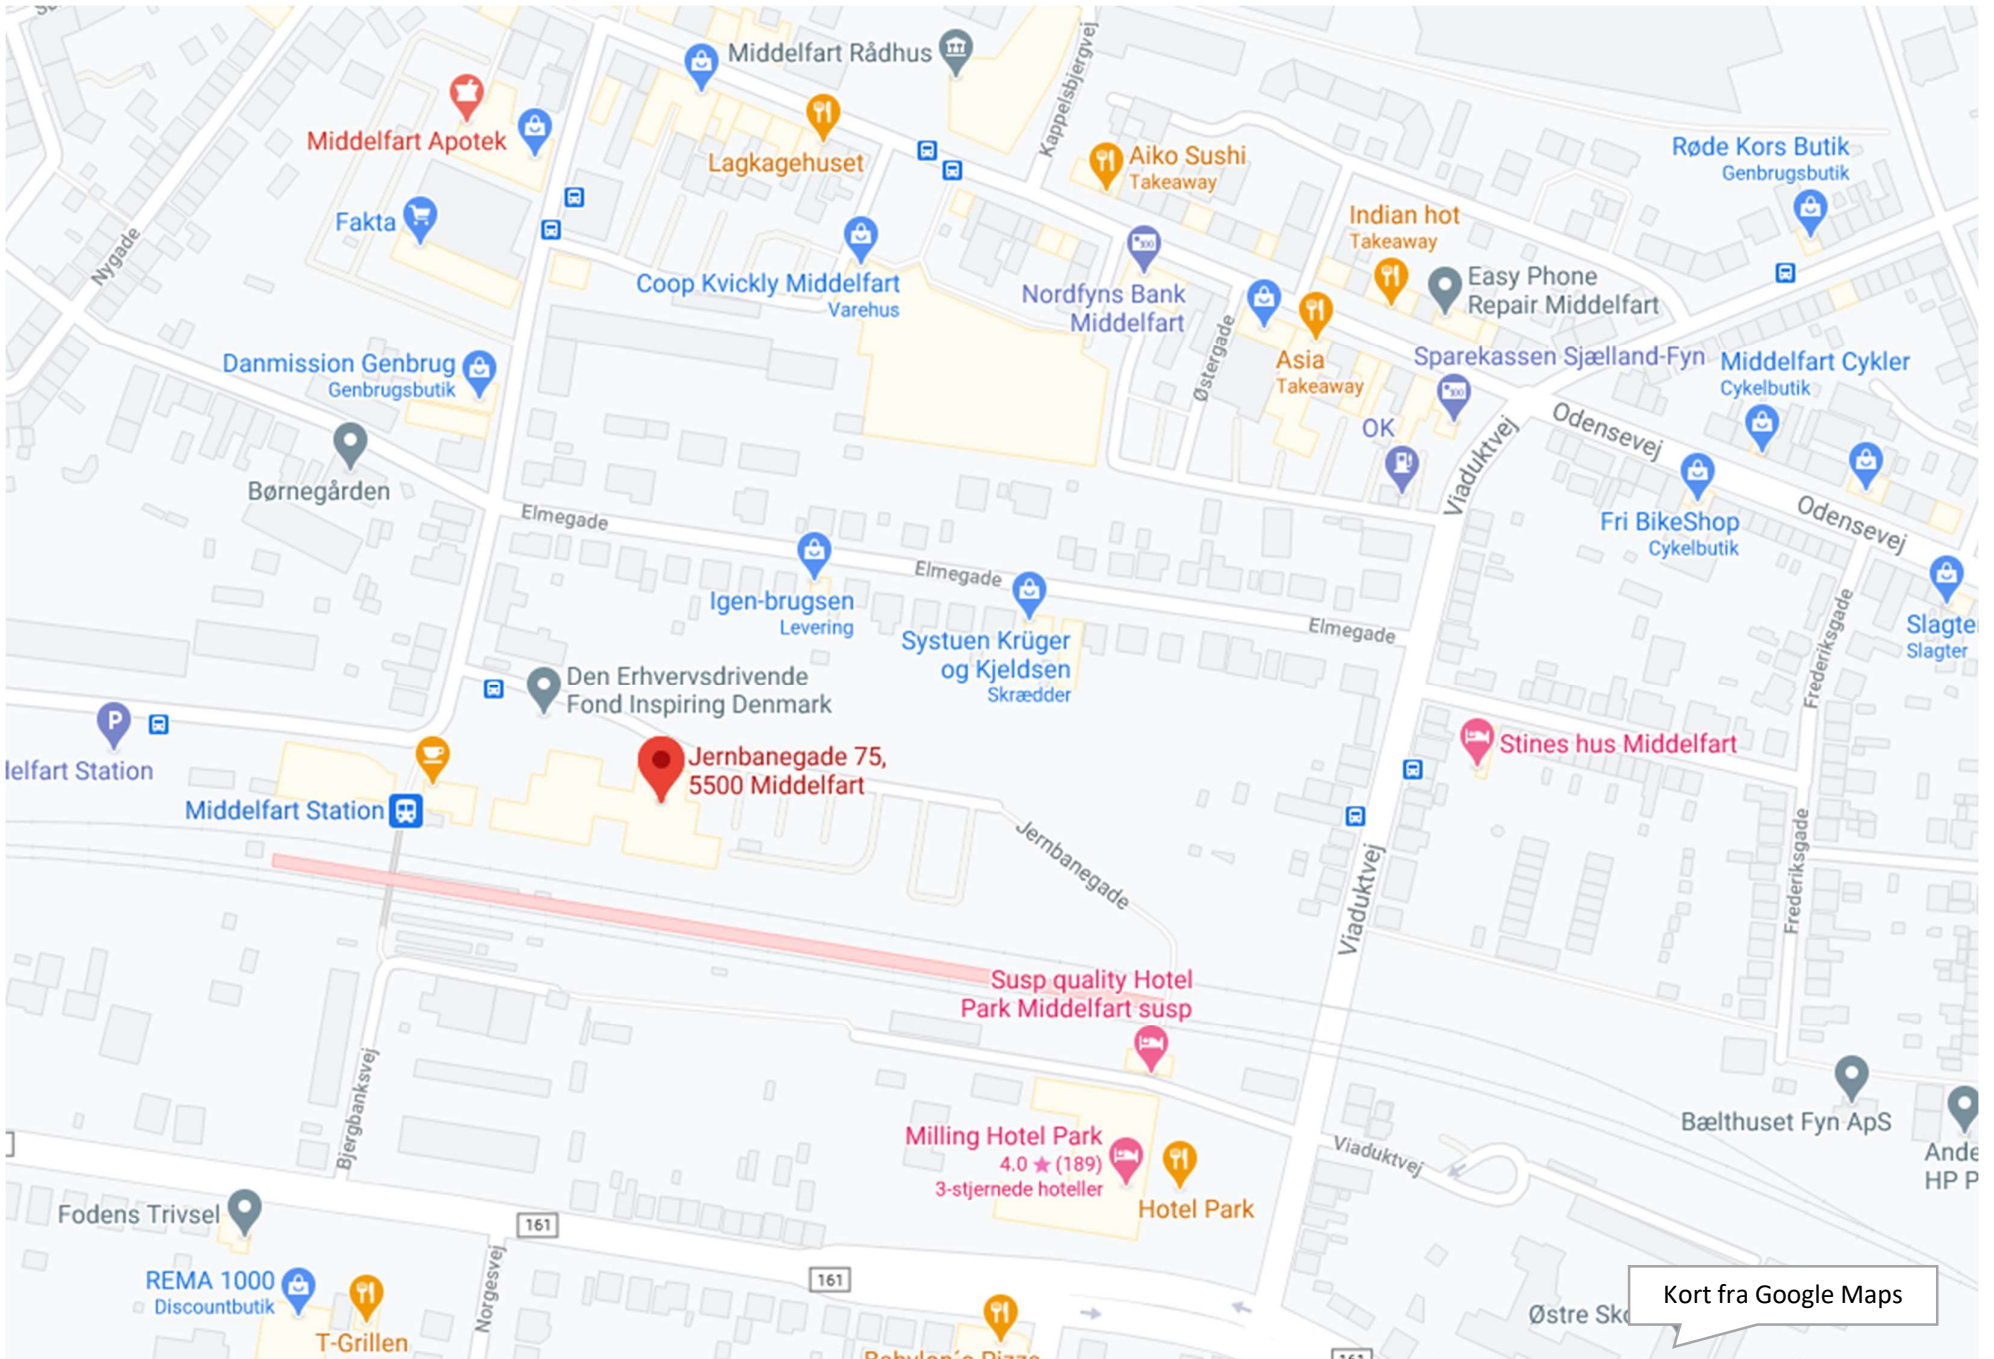 Middelfart Rådhus
Kappelsbjergvej
Middelfart Apotek
Lagkagehuset
Aiko Sushi
Takeaway
Røde Kors Butik
Genbrugsbutik
Fakta
Nygade
Indian hot
Takeaway
Coop Kvickly Middelfart
Varehus
Nordfyns Bank
Middelfart
Easy Phone
Repair Middelfart
Østergade
Danmission Genbrug
Genbrugsbutik
Asia
Takeaway
Sparekassen Sjælland-Fyn
Middelfart Cykler
Cykelbutik
OK
Odensevej
Viaduktvej
Børnegården
Elmegade
Fri BikeShop
Cykelbutik
Odensevej
Elmegade
Igen-brugsen
Levering
Systuen Krüger
og Kjeldsen
Skrædder
Elmegade
Frederiksgade
Slagte
Slagter
Den Erhvervsdrivende
Fond Inspiring Denmark
P
lelfart Station
Jernbanegade 75,
5500 Middelfart
Stines hus Middelfart
Middelfart Station
Jernbanegade
Viaduktvej
Frederiksgade
Susp quality Hotel
Park Middelfart susp
Bjergbanksvej
Bælthuset Fyn ApS
Milling Hotel Park
4.0 ★ (189)
3-stjernede hoteller
Viaduktvej
Ande
HP P
Hotel Park
Fodens Trivsel
161
Norgesvej
REMA 1000
Discountbutik
161
T-Grillen
Østre Sko
Kort fra Google Maps